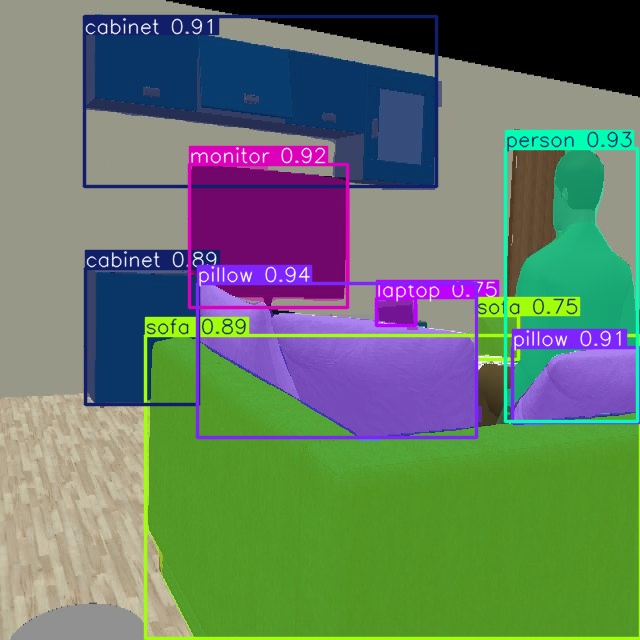 cabinet 0.91
person 0.93
monitor 0.92
cabinet 0.89
pillow 0.94
laptop 0.75
sofa 0.75
sofa 0.89
pillow 0.91